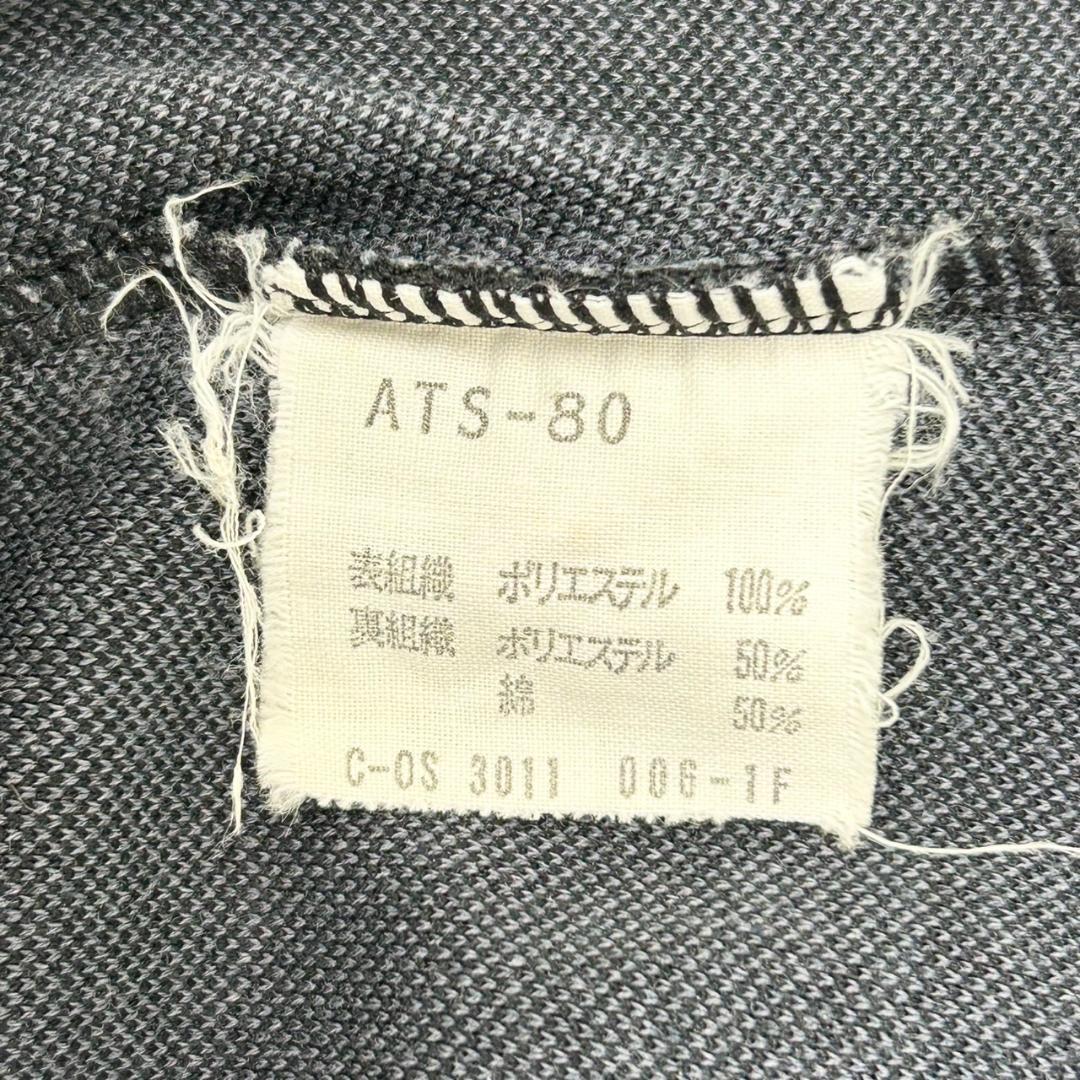 ATS-80
表組織 ポリエステル 100%
裏組織 ポリエステル 50%
綿 50%
C-OS 3011 006-1F